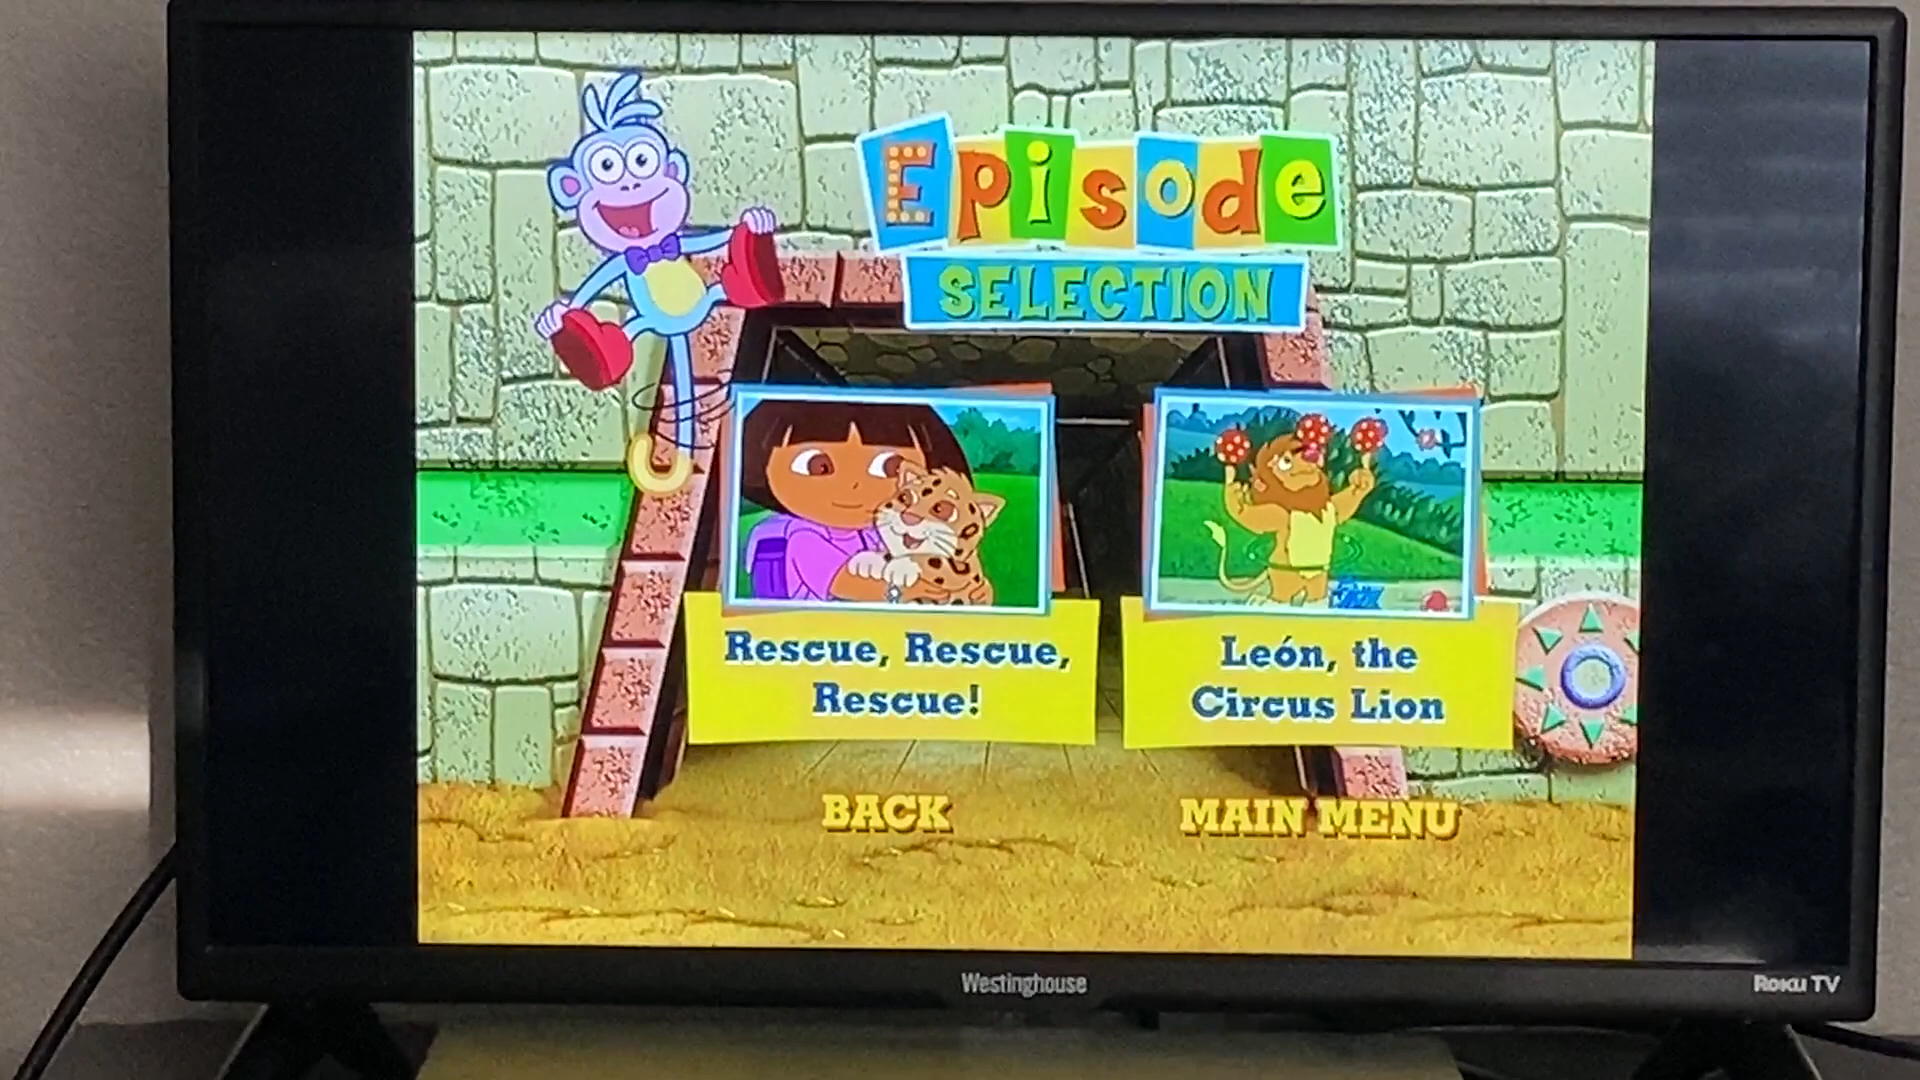 Episode
SELECTION
Rescue, Rescue,
Rescue!
León, the
Circus Lion
BACK
MAIN MENU
Westinghouse
Roku TV